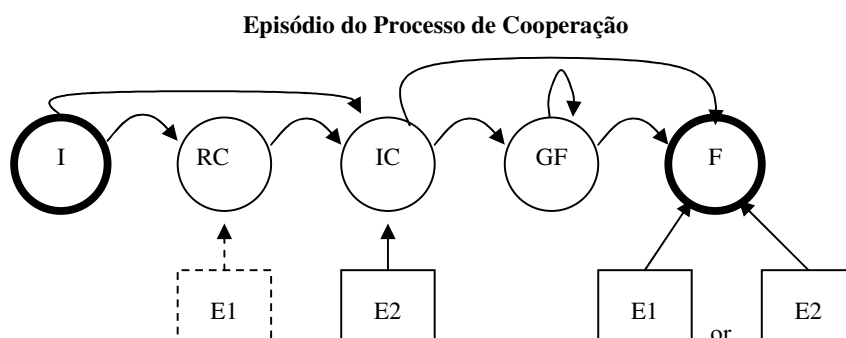 Episódio do Processo de Cooperação
I RC IC GF F
E1 E2 E1 or E2